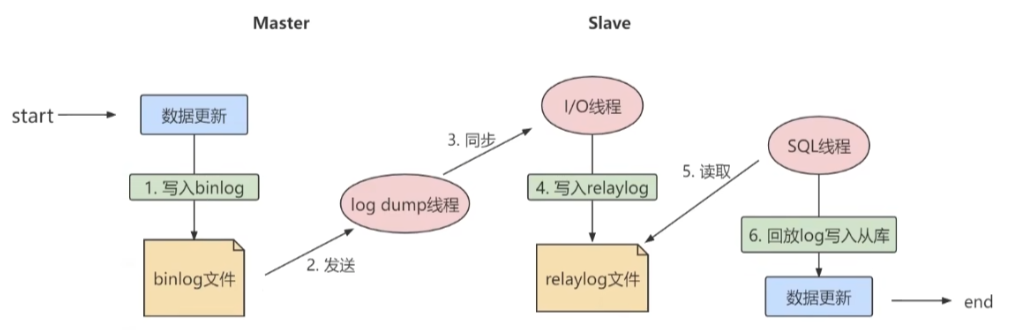 Master
Slave
start
数据更新
1. 写入binlog
binlog文件
2. 发送
log dump线程
3. 同步
I/O线程
4. 写入relaylog
relaylog文件
5. 读取
SQL线程
6. 回放log写入从库
数据更新
end